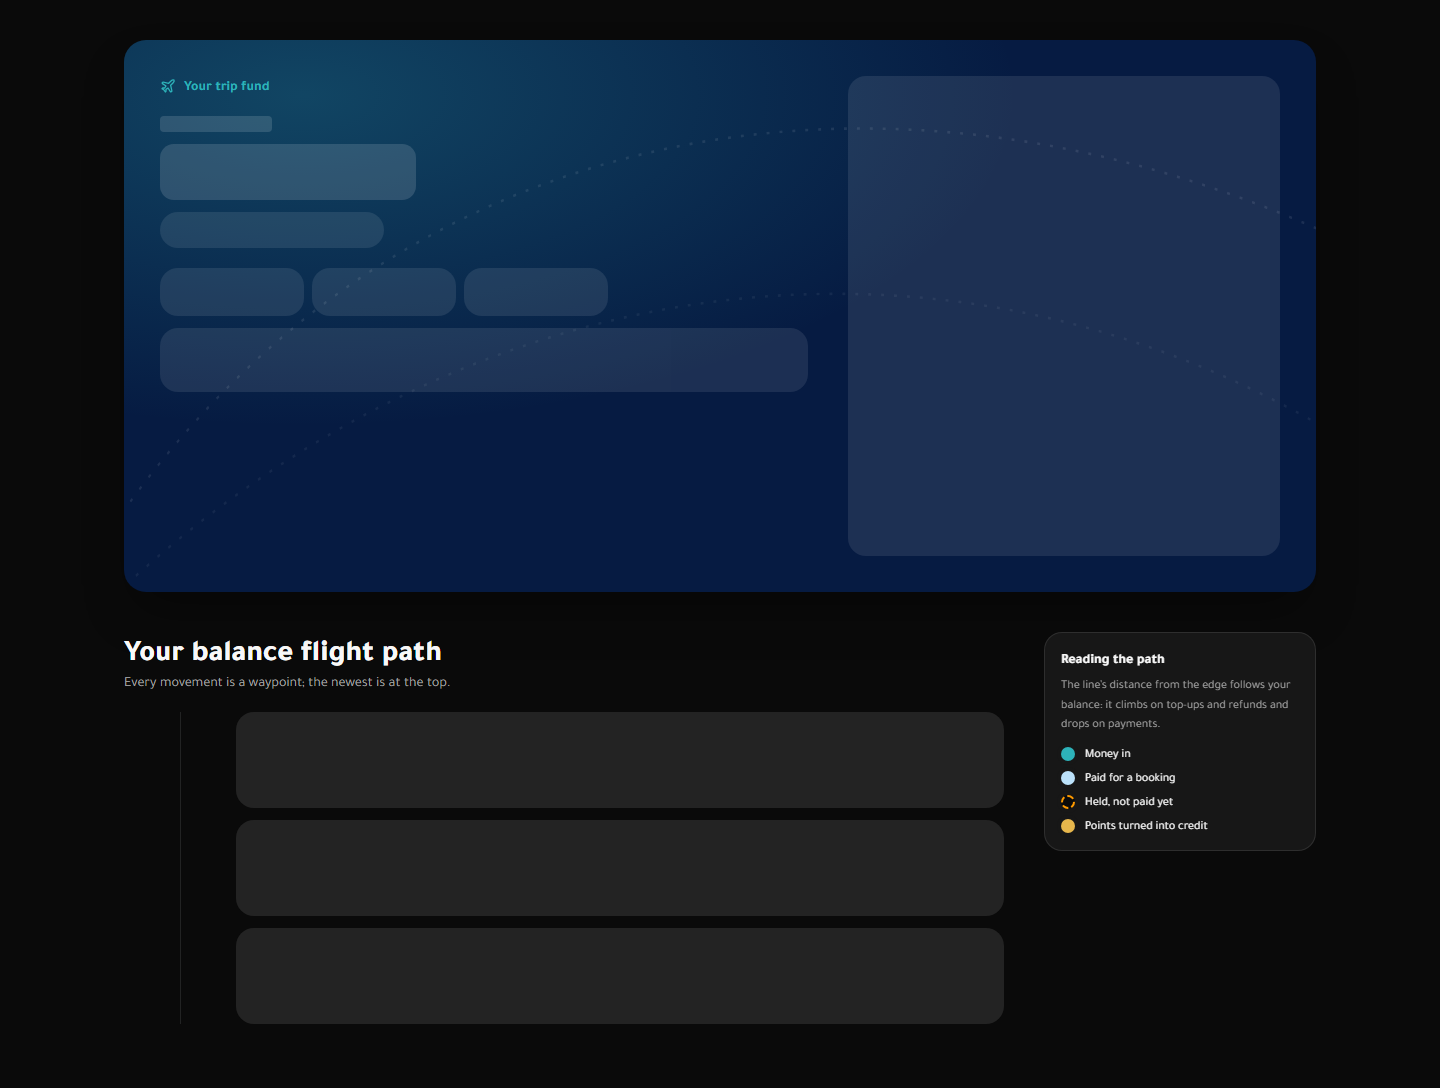 Your trip fund
Your balance flight path
Every movement is a waypoint; the newest is at the top.
Reading the path
The line's distance from the edge follows your
balance: it climbs on top-ups and refunds and
drops on payments.
Money in
Paid for a booking
Held, not paid yet
Points turned into credit